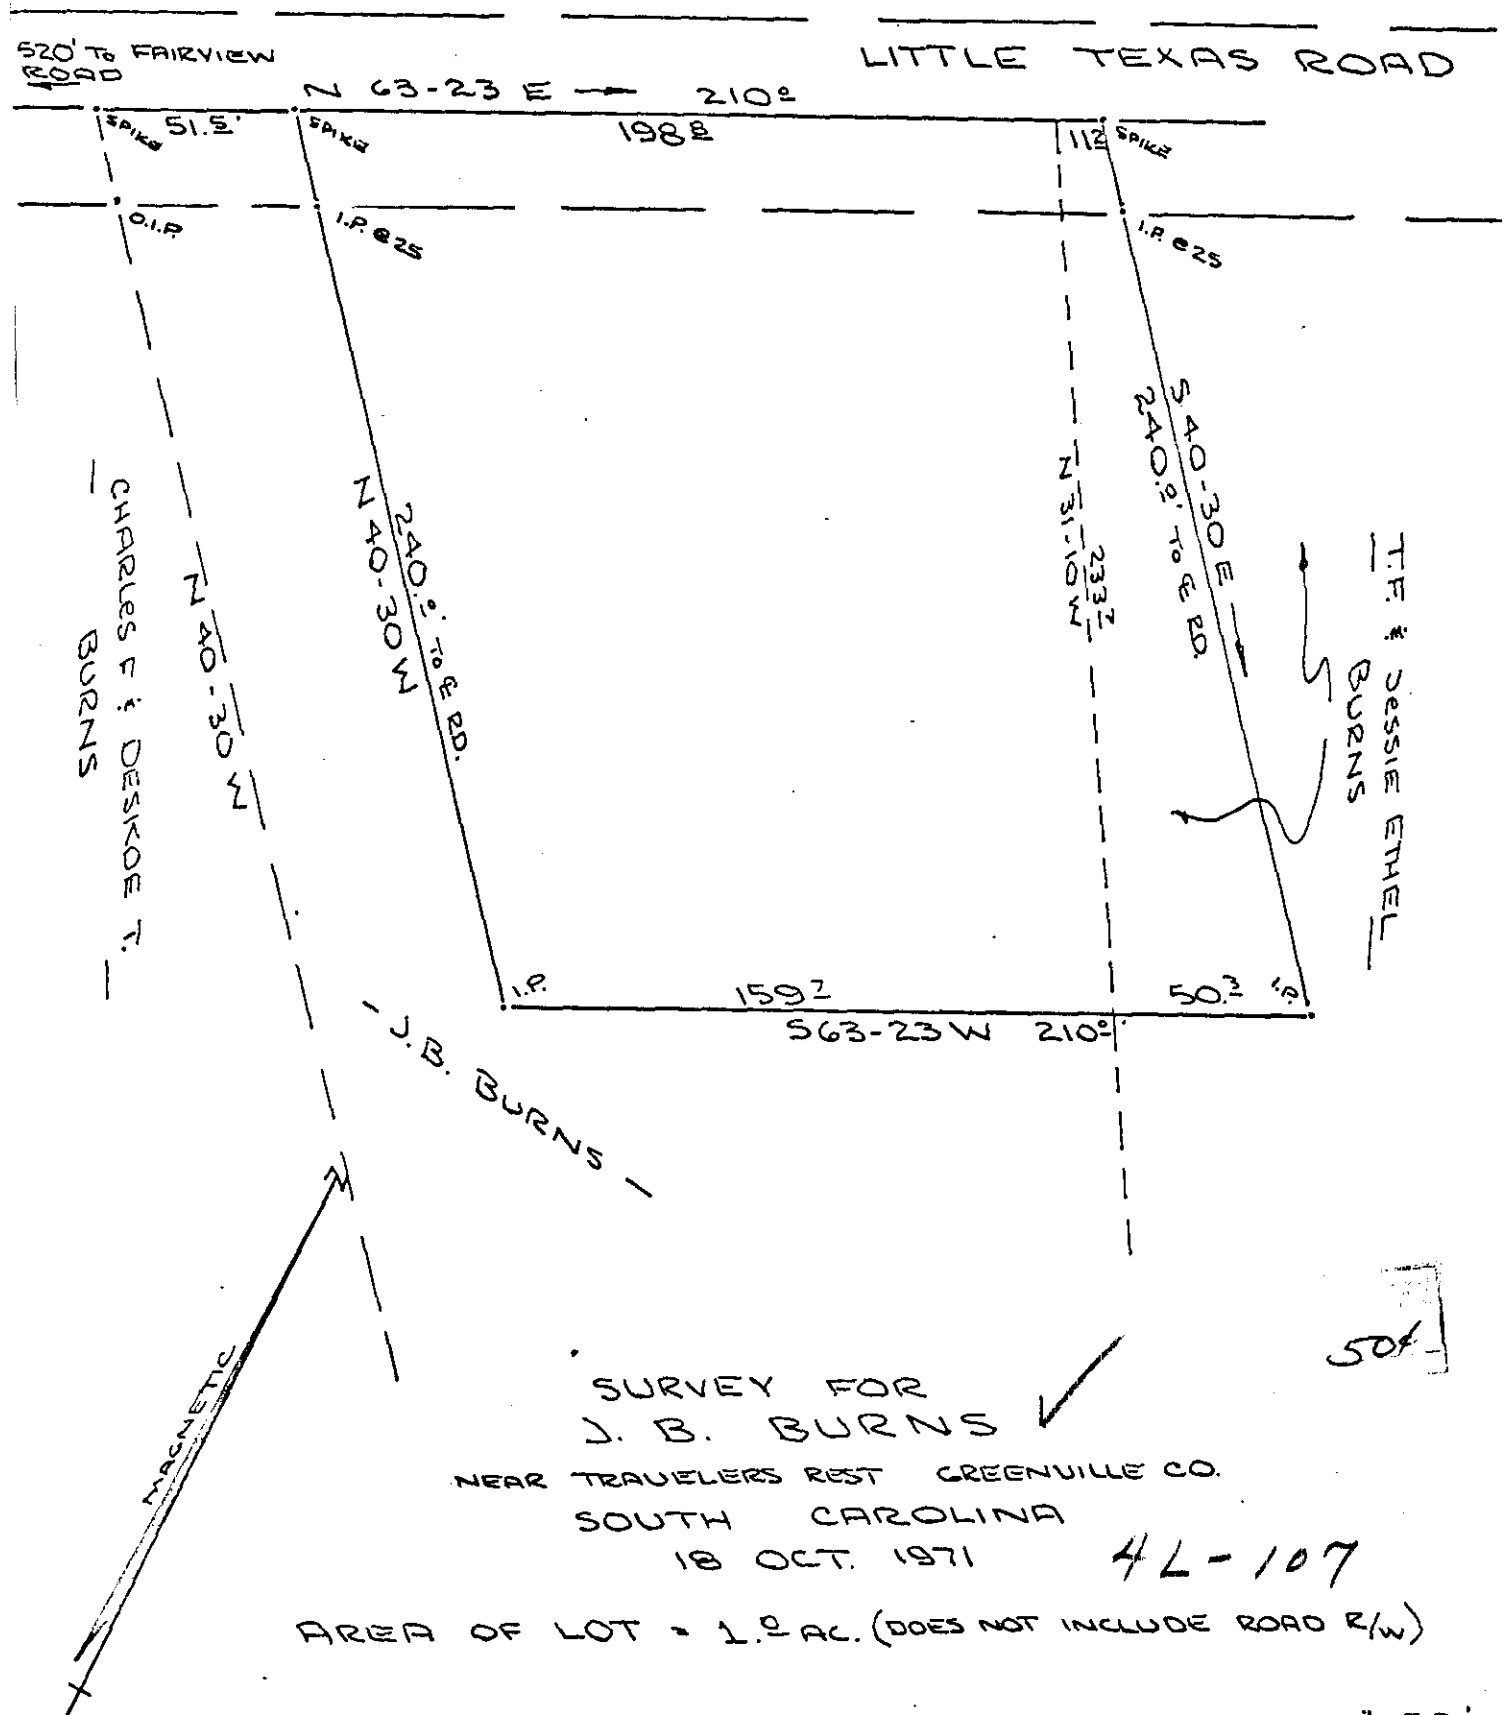 520' To FAIRVIEW
ROAD
LITTLE TEXAS ROAD
N 63-23 E
210.0
SPIKE
51.5'
SPIKE
198.8
11.2
SPIKE
O.I.P.
I.P. @ 25
I.P. @ 25
S 40-30 E
240.0' To ℄ RD.
N 31-10 W
233.7
N 40-30 W
240.0' To ℄ RD.
N 40-30 W
CHARLES F & DESKOE T.
BURNS
T.F. & JESSIE ETHEL
BURNS
I.P.
159.7
50.3
I.P.
S 63-23 W 210.0'
- J. B. BURNS -
MAGNETIC
50¢
SURVEY FOR
J. B. BURNS
NEAR TRAVELERS REST GREENVILLE CO.
SOUTH CAROLINA
18 OCT. 1971
4L-107
AREA OF LOT = 1.0 AC. (DOES NOT INCLUDE ROAD R/W)